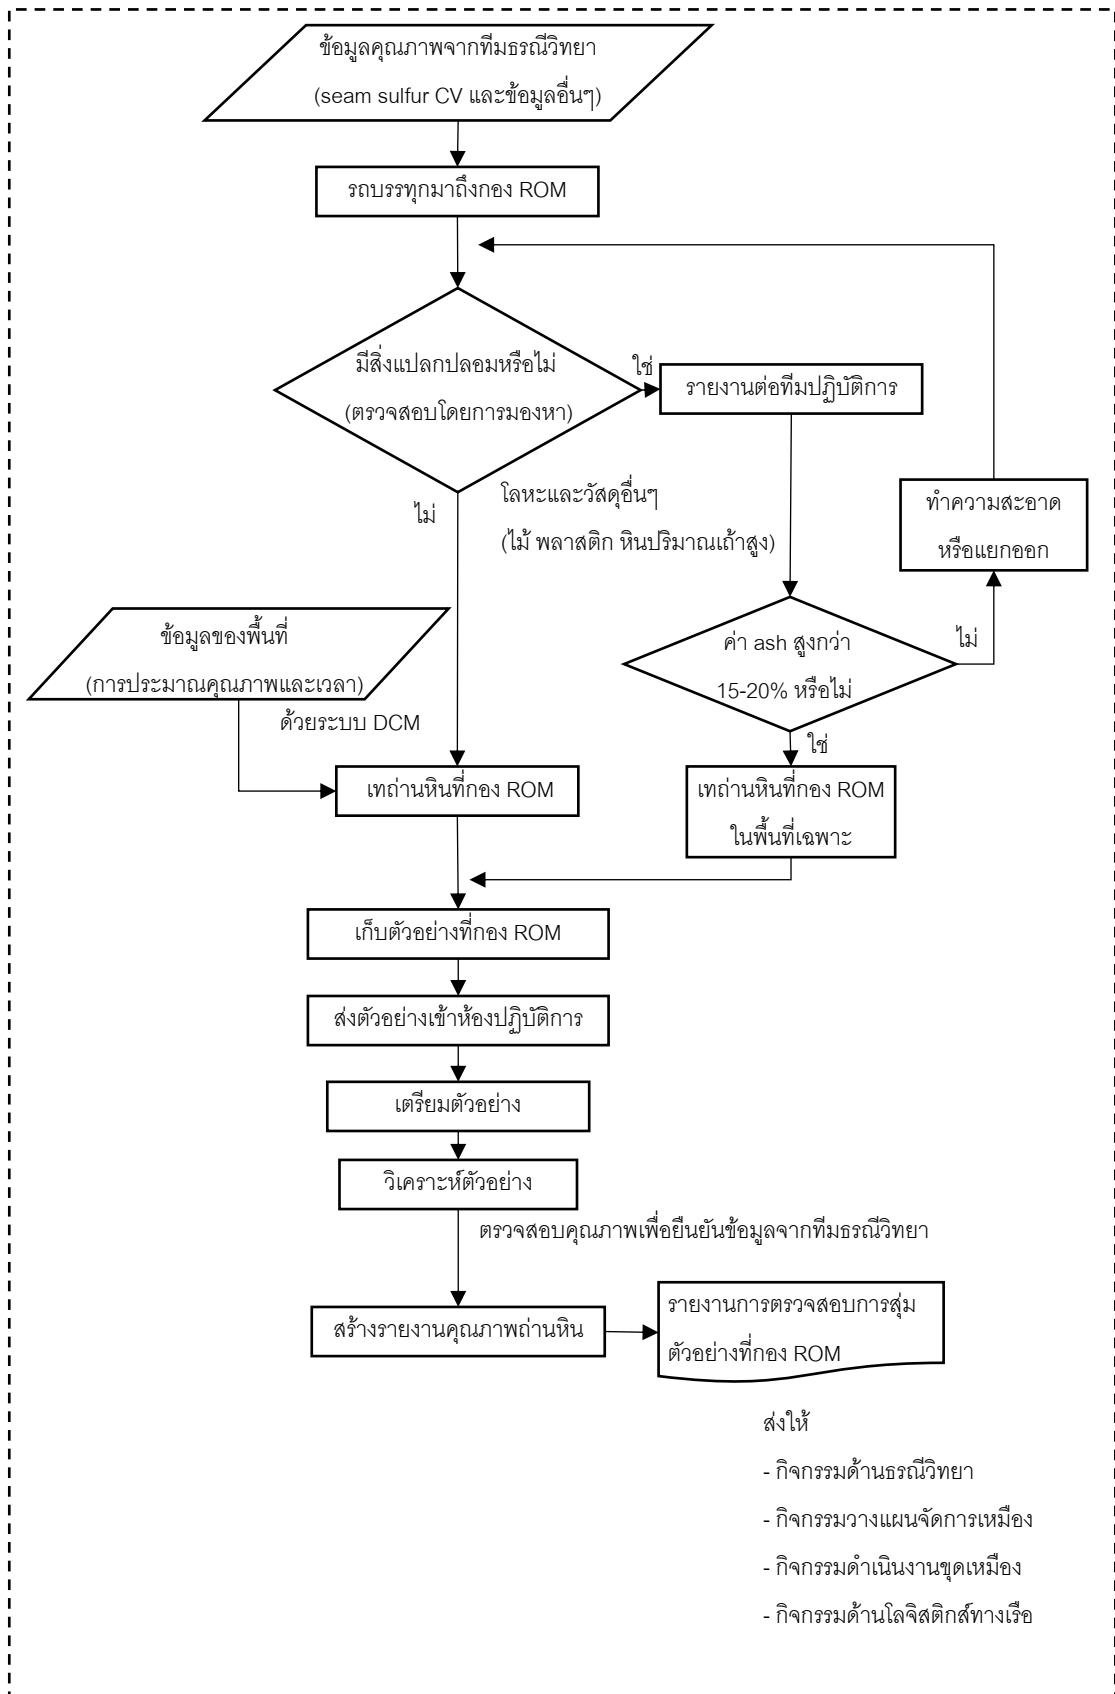 ข้อมูลคุณภาพจากทีมธรณีวิทยา
(seam sulfur CV และข้อมูลอื่นๆ)
รถบรรทุกมาถึงกอง ROM
มีสิ่งแปลกปลอมหรือไม่
(ตรวจสอบโดยการมองหา)
ใช่
รายงานต่อทีมปฏิบัติการ
ไม่
โลหะและวัสดุอื่นๆ
(ไม้ พลาสติก หินปริมาณเถ้าสูง)
ทำความสะอาด
หรือแยกออก
ข้อมูลของพื้นที่
(การประมาณคุณภาพและเวลา)
ด้วยระบบ DCM
ค่า ash สูงกว่า
15-20% หรือไม่
ไม่
ใช่
เทถ่านหินที่กอง ROM
เทถ่านหินที่กอง ROM
ในพื้นที่เฉพาะ
เก็บตัวอย่างที่กอง ROM
ส่งตัวอย่างเข้าห้องปฏิบัติการ
เตรียมตัวอย่าง
วิเคราะห์ตัวอย่าง
ตรวจสอบคุณภาพเพื่อยืนยันข้อมูลจากทีมธรณีวิทยา
สร้างรายงานคุณภาพถ่านหิน
รายงานการตรวจสอบการสุ่ม
ตัวอย่างที่กอง ROM
ส่งให้
- กิจกรรมด้านธรณีวิทยา
- กิจกรรมวางแผนจัดการเหมือง
- กิจกรรมดำเนินงานขุดเหมือง
- กิจกรรมด้านโลจิสติกส์ทางเรือ